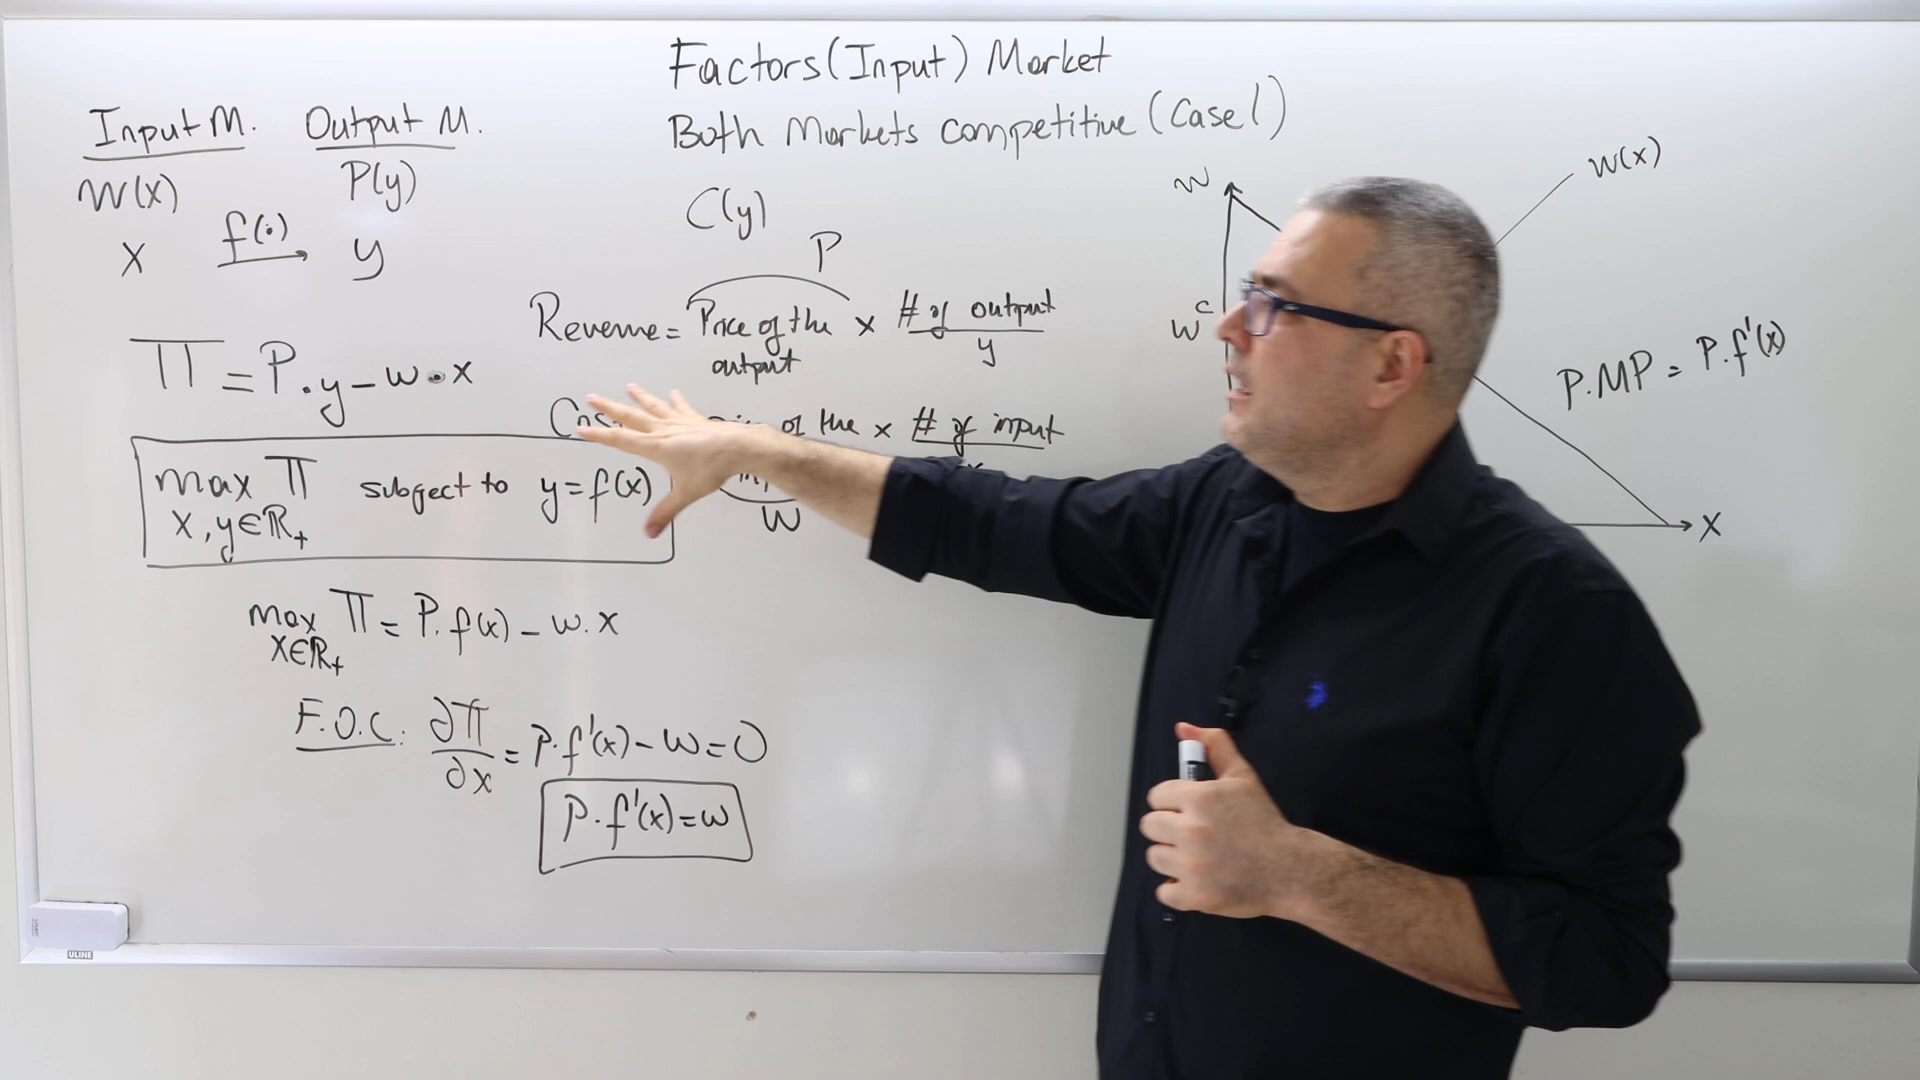 Factors (Input) Market
Both Markets Competitive (Case 1)
Input M. Output M.
W(x) P(y)
x f(·) y
Π = P.y - w.x
max Π subject to y = f(x)
x, y ∈ ℝ+
max Π = P. f(x) - w. x
x ∈ ℝ+
F.O.C: ∂Π/∂x = P. f'(x) - w = 0
P. f'(x) = w
C(y)
P
Revenue = Price of the x # of output
output y
of the x # of input
w
w
w(x)
wᶜ
P. MP = P. f'(x)
x
ULINE